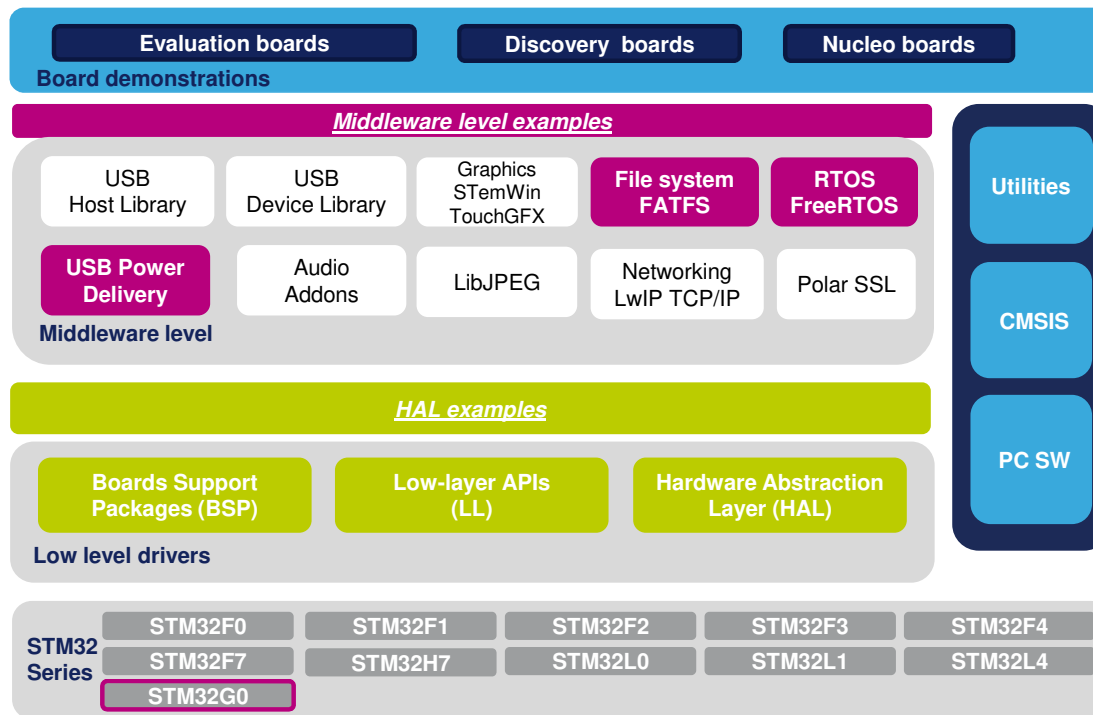 Evaluation boards
Discovery boards
Nucleo boards
Board demonstrations
Middleware level examples
USB
Host Library
USB
Device Library
Graphics
STemWin
TouchGFX
File system
FATFS
RTOS
FreeRTOS
USB Power
Delivery
Audio
Addons
LibJPEG
Networking
LwIP TCP/IP
Polar SSL
Middleware level
Utilities
CMSIS
PC SW
HAL examples
Boards Support
Packages (BSP)
Low-layer APIs
(LL)
Hardware Abstraction
Layer (HAL)
Low level drivers
STM32
Series
STM32F0
STM32F1
STM32F2
STM32F3
STM32F4
STM32F7
STM32H7
STM32L0
STM32L1
STM32L4
STM32G0